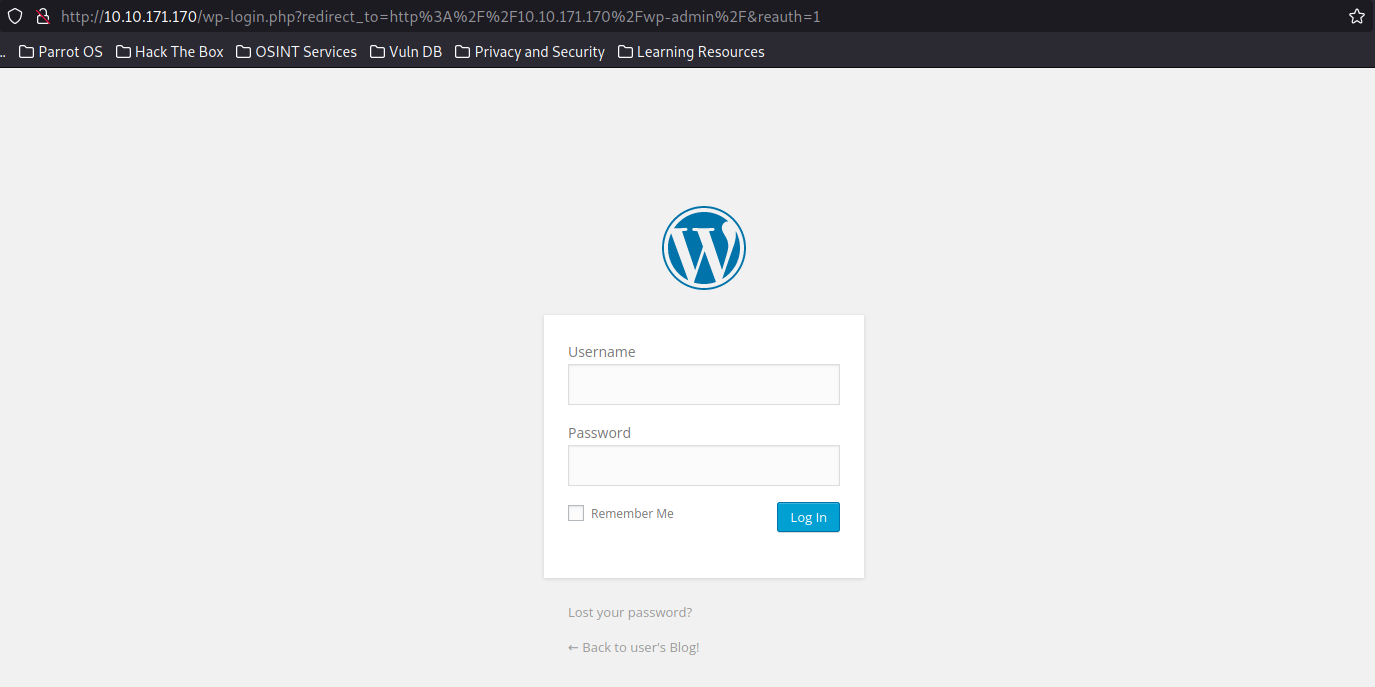 http://10.10.171.170/wp-login.php?redirect_to=http%3A%2F%2F10.10.171.170%2Fwp-admin%2F&reauth=1
.. Parrot OS Hack The Box OSINT Services Vuln DB Privacy and Security Learning Resources
Username
Password
Remember Me Log In
Lost your password?
← Back to user's Blog!